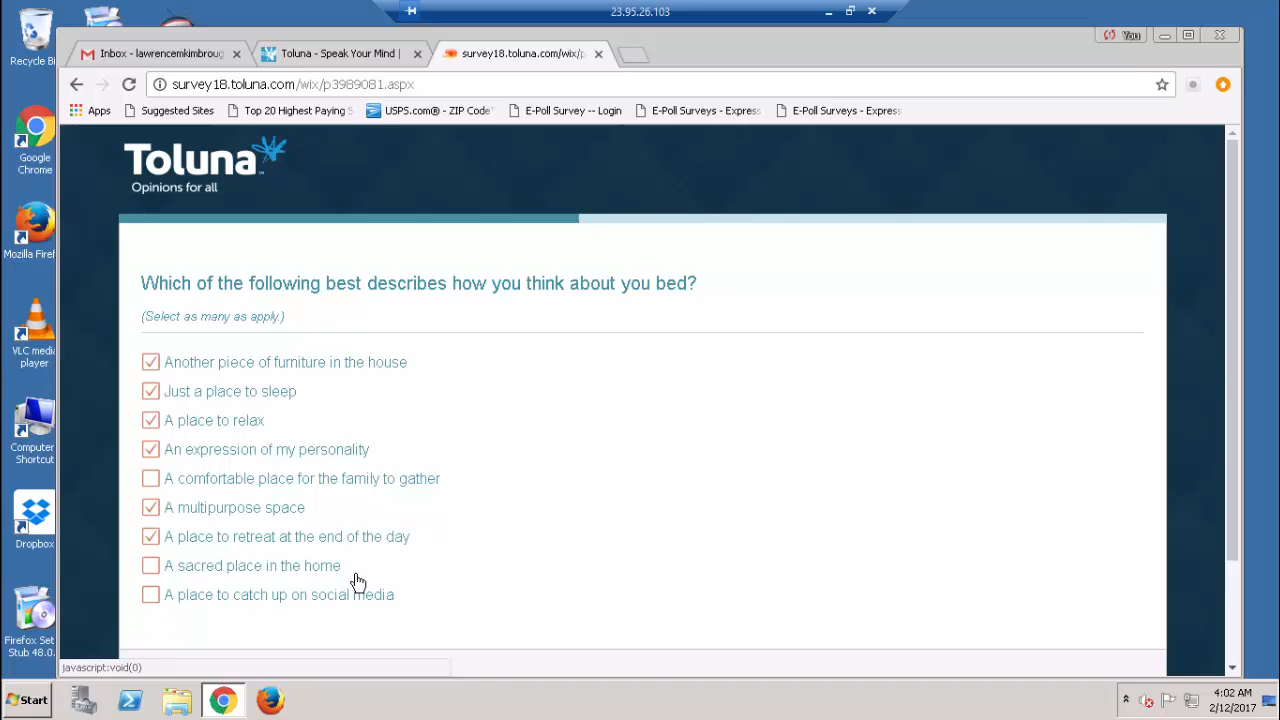 23.95.26.103
Recycle Bi
Inbox - lawrencemkimbroug
Toluna - Speak Your Mind |
survey18.toluna.com/wix/p
You
survey18.toluna.com/wix/p3989081.aspx
Apps
Suggested Sites
Top 20 Highest Paying S
USPS.com® - ZIP Code
E-Poll Survey -- Login
E-Poll Surveys - Express
E-Poll Surveys - Express
Google
Chrome
Toluna
Opinions for all
Mozilla Firef
Which of the following best describes how you think about you bed?
(Select as many as apply.)
VLC media
player
Another piece of furniture in the house
Just a place to sleep
A place to relax
An expression of my personality
Computer
Shortcut
A comfortable place for the family to gather
A multipurpose space
A place to retreat at the end of the day
Dropbox
A sacred place in the home
A place to catch up on social media
Firefox Set
Stub 48.0.
javascript:void(0)
Start
4:02 AM
2/12/2017